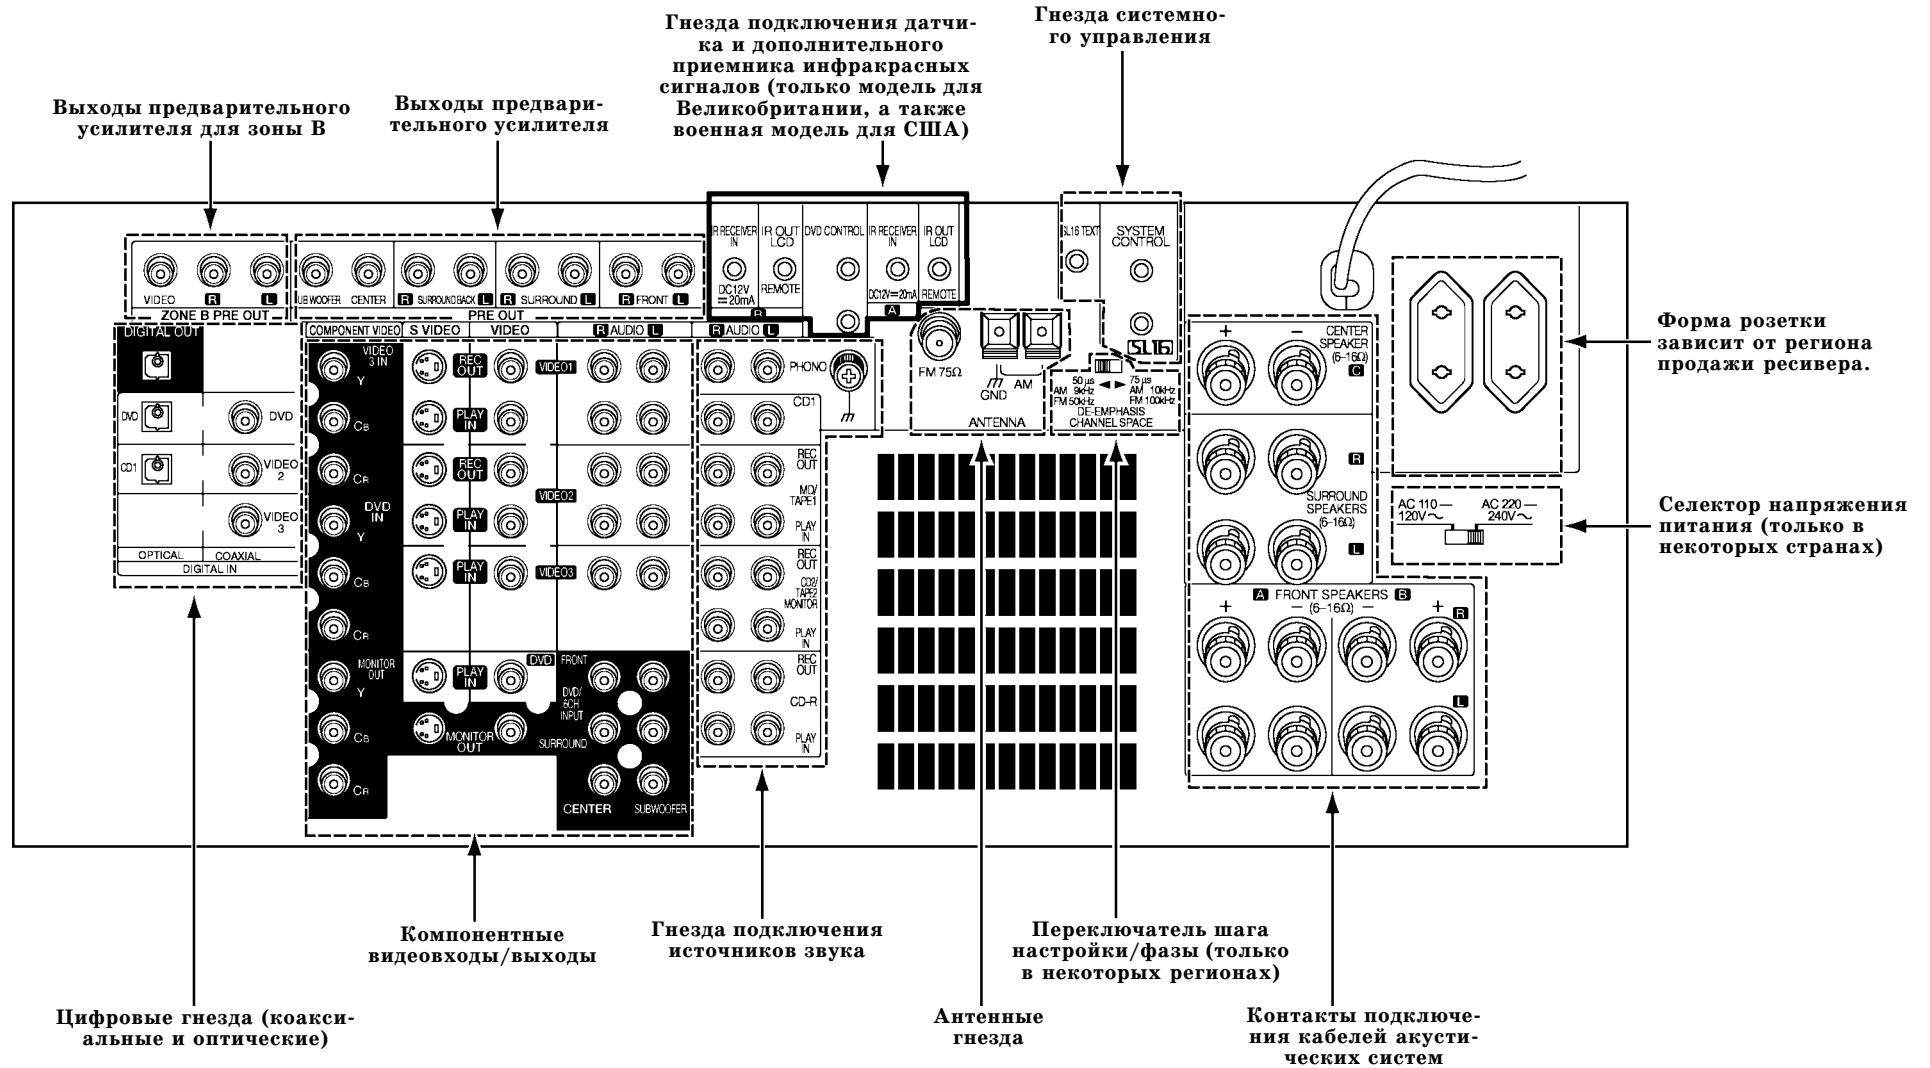 Гнезда подключения датчи-
ка и дополнительного
приемника инфракрасных
сигналов (только модель для
Великобритании, а также
военная модель для США)
Гнезда системно-
го управления
Выходы предварительного
усилителя для зоны B
Выходы предвари-
тельного усилителя
IR RECEIVER
IN
IR OUT
LCD
DVD CONTROL
IR RECEIVER
IN
IR OUT
LCD
SL16 TEXT
SYSTEM
CONTROL
DC12V
20mA
REMOTE
DC12V 20mA
REMOTE
B
A
VIDEO
R
L
ZONE B PRE OUT
SUBWOOFER
CENTER
R SURROUND BACK L
R SURROUND L
R FRONT L
PRE OUT
DIGITAL OUT
COMPONENT VIDEO
S VIDEO
VIDEO
R AUDIO L
R AUDIO L
VIDEO
3 IN
Y
CB
CR
DVD
IN
Y
CB
CR
MONITOR
OUT
Y
CB
CR
REC
OUT
VIDEO1
PLAY
IN
REC
OUT
VIDEO2
PLAY
IN
PLAY
IN
VIDEO3
PLAY
IN
DVD
FRONT
DVD/
6CH
INPUT
MONITOR
OUT
SURROUND
CENTER
SUBWOOFER
DVD
DVD
CD1
VIDEO
2
VIDEO
3
OPTICAL
COAXIAL
DIGITAL IN
PHONO
CD1
REC
OUT
MD/
TAPE1
PLAY
IN
REC
OUT
CD2/
TAPE2
MONITOR
PLAY
IN
REC
OUT
CD-R
PLAY
IN
FM 75Ω
GND
AM
ANTENNA
SL16
50 µs
AM 9kHz
FM 50kHz
75 µs
AM 10kHz
FM 100kHz
DE-EMPHASIS
CHANNEL SPACE
+
−
CENTER
SPEAKER
(6–16Ω)
C
R
SURROUND
SPEAKERS
(6–16Ω)
L
A FRONT SPEAKERS B
+ − (6–16Ω) − +
R
L
AC 110 —
120V ~
AC 220 —
240V ~
Форма розетки
зависит от региона
продажи ресивера.
Селектор напряжения
питания (только в
некоторых странах)
Компонентные
видеовходы/выходы
Гнезда подключения
источников звука
Переключатель шага
настройки/фазы (только
в некоторых регионах)
Цифровые гнезда (коакси-
альные и оптические)
Антенные
гнезда
Контакты подключе-
ния кабелей акусти-
ческих систем